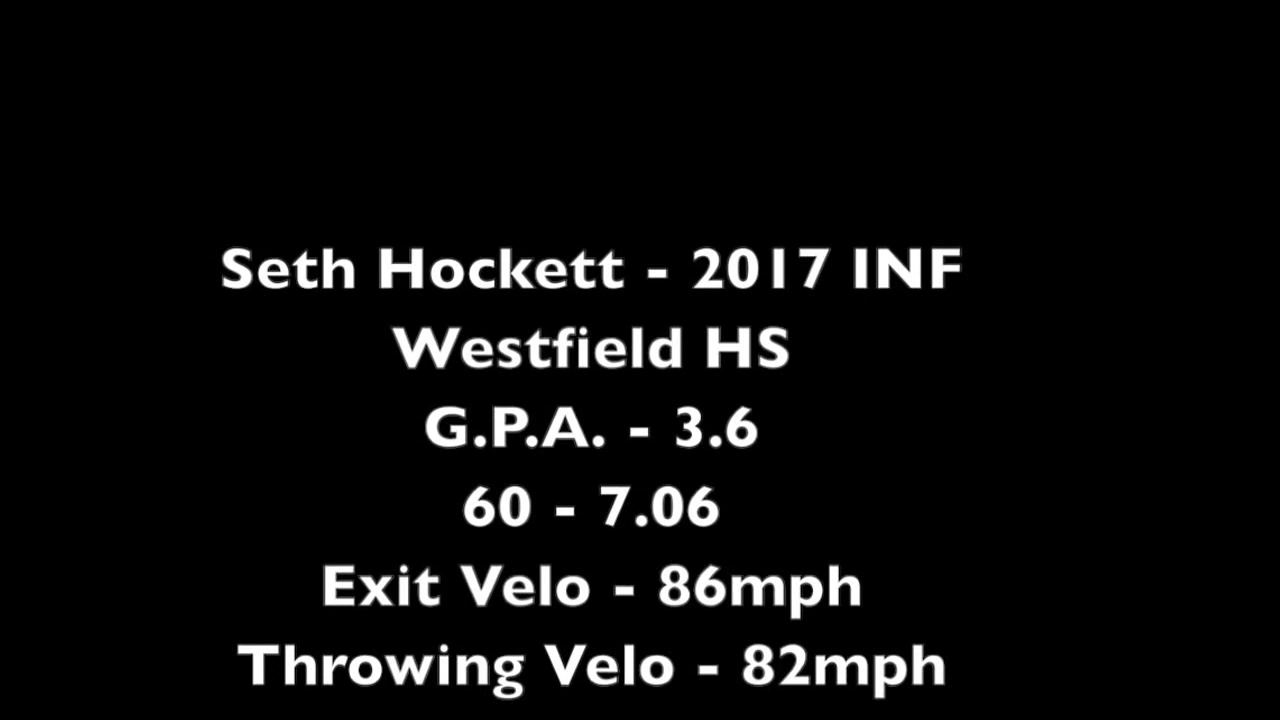 Seth Hockett - 2017 INF
Westfield HS
G.P.A. - 3.6
60 - 7.06
Exit Velo - 86mph
Throwing Velo - 82mph